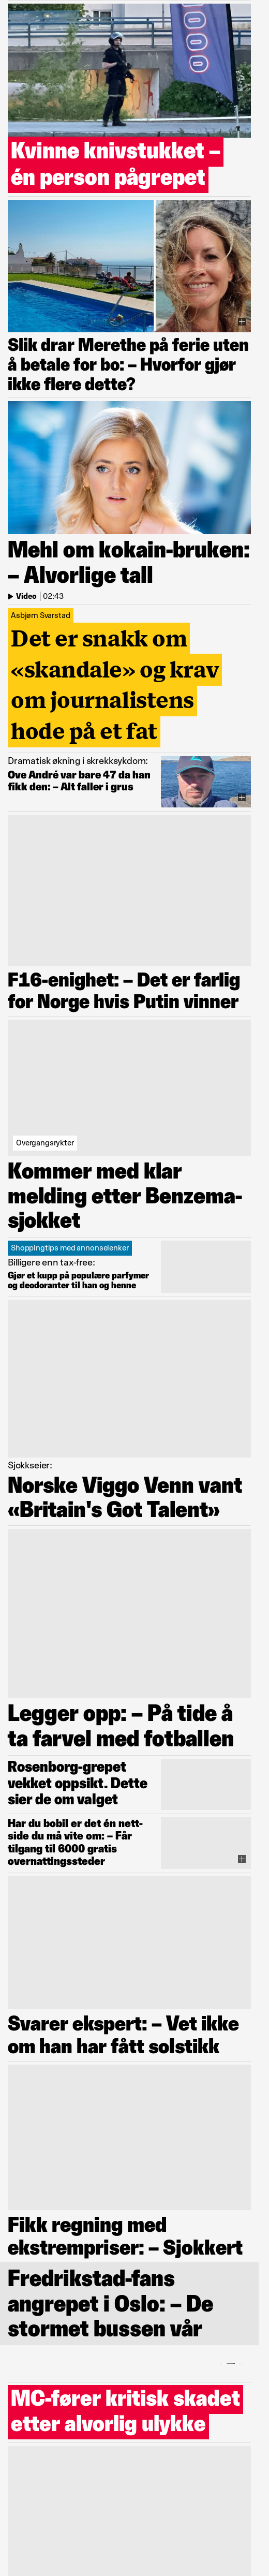 Kvinne knivstukket –
én person pågrepet
Slik drar Merethe på ferie uten
å betale for bo: – Hvorfor gjør
ikke flere dette?
Mehl om kokain-bruken:
– Alvorlige tall
Video | 02:43
Asbjørn Svarstad
Det er snakk om
«skandale» og krav
om journalistens
hode på et fat
Dramatisk økning i skrekksykdom:
Ove André var bare 47 da han
fikk den: – Alt faller i grus
F16-enighet: – Det er farlig
for Norge hvis Putin vinner
Overgangsrykter
Kommer med klar
melding etter Benzema-
sjokket
Shoppingtips med annonselenker
Billigere enn tax-free:
Gjør et kupp på populære parfymer
og deodoranter til han og henne
Sjokkseier:
Norske Viggo Venn vant
«Britain's Got Talent»
Legger opp: – På tide å
ta farvel med fotballen
Rosenborg-grepet
vekket oppsikt. Dette
sier de om valget
Har du bobil er det én nett-
side du må vite om: – Får
tilgang til 6000 gratis
overnattingssteder
Svarer ekspert: – Vet ikke
om han har fått solstikk
Fikk regning med
ekstrempriser: – Sjokkert
Fredrikstad-fans
angrepet i Oslo: – De
stormet bussen vår
MC-fører kritisk skadet
etter alvorlig ulykke